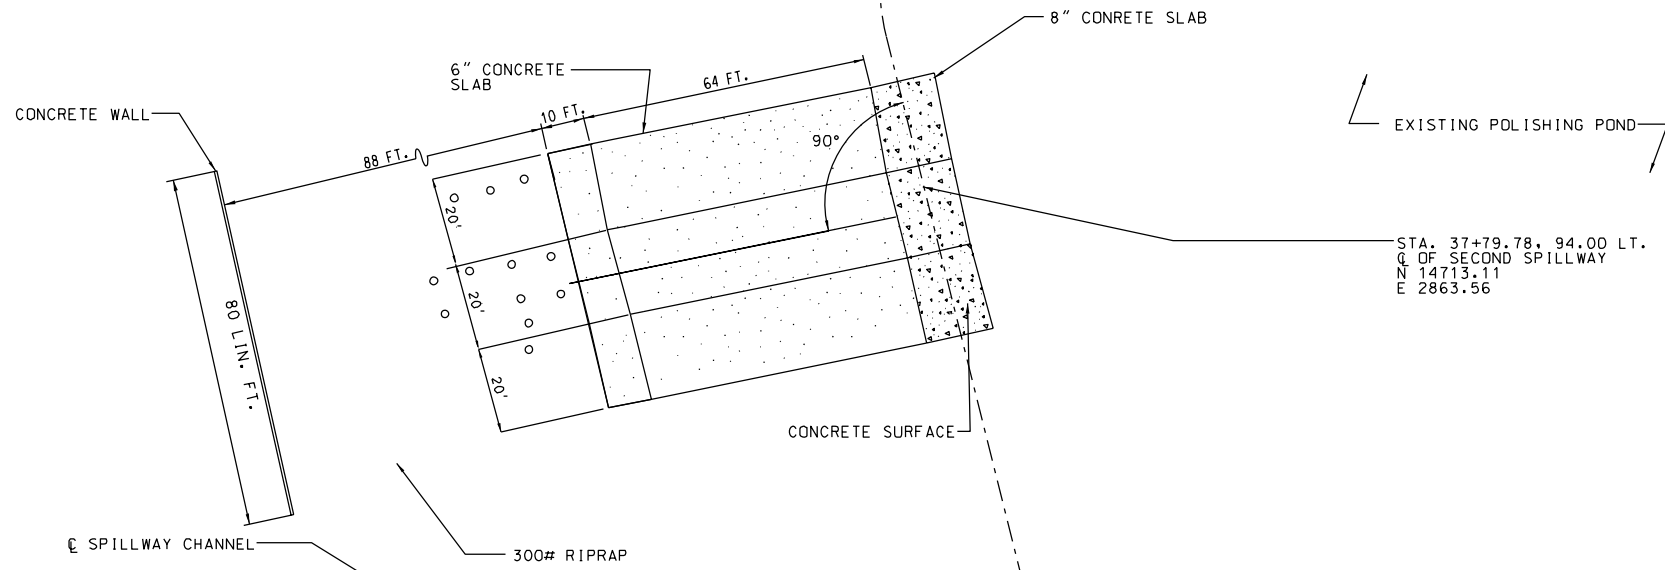 8" CONRETE SLAB
6" CONCRETE
SLAB
64 FT.
10 FT.
CONCRETE WALL
88 FT.
90°
EXISTING POLISHING POND
20'
20'
20'
80 LIN. FT.
STA. 37+79.78, 94.00 LT.
℄ OF SECOND SPILLWAY
N 14713.11
E 2863.56
CONCRETE SURFACE
℄ SPILLWAY CHANNEL
300# RIPRAP